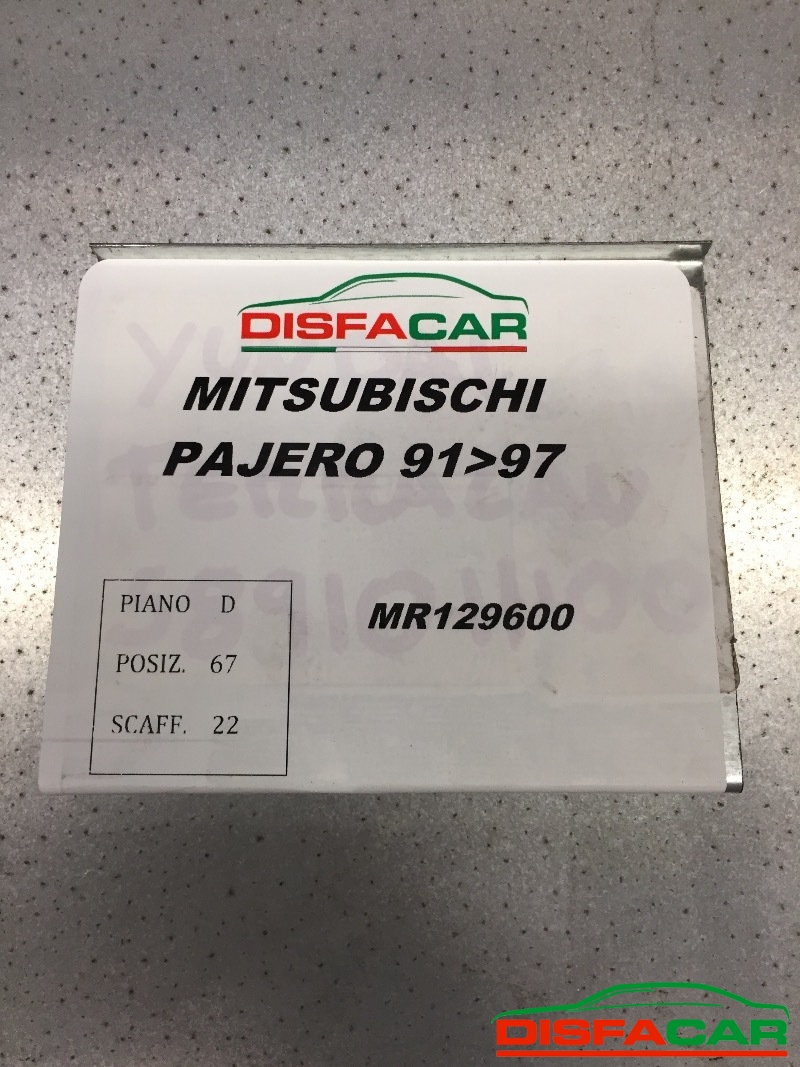 DISFACAR
MITSUBISCHI
PAJERO 91>97
PIANO D
POSIZ. 67
SCAFF. 22
MR129600
DISFACAR